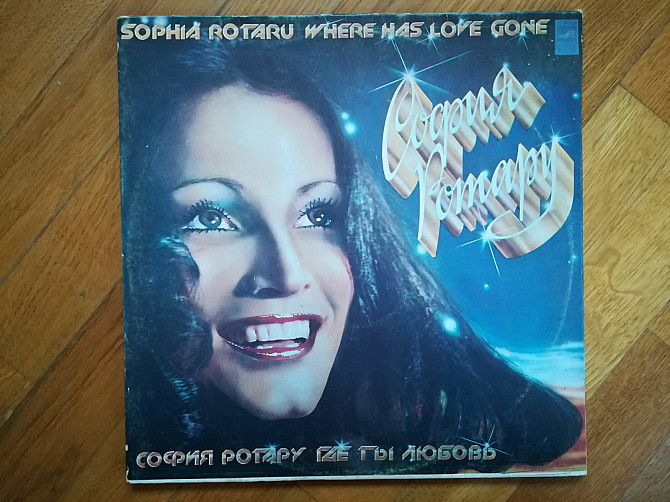 SOPHIA ROTARU WHERE HAS LOVE GONE
София
Ротару
СОФИЯ РОТАРУ ГДЕ ТЫ ЛЮБОВЬ